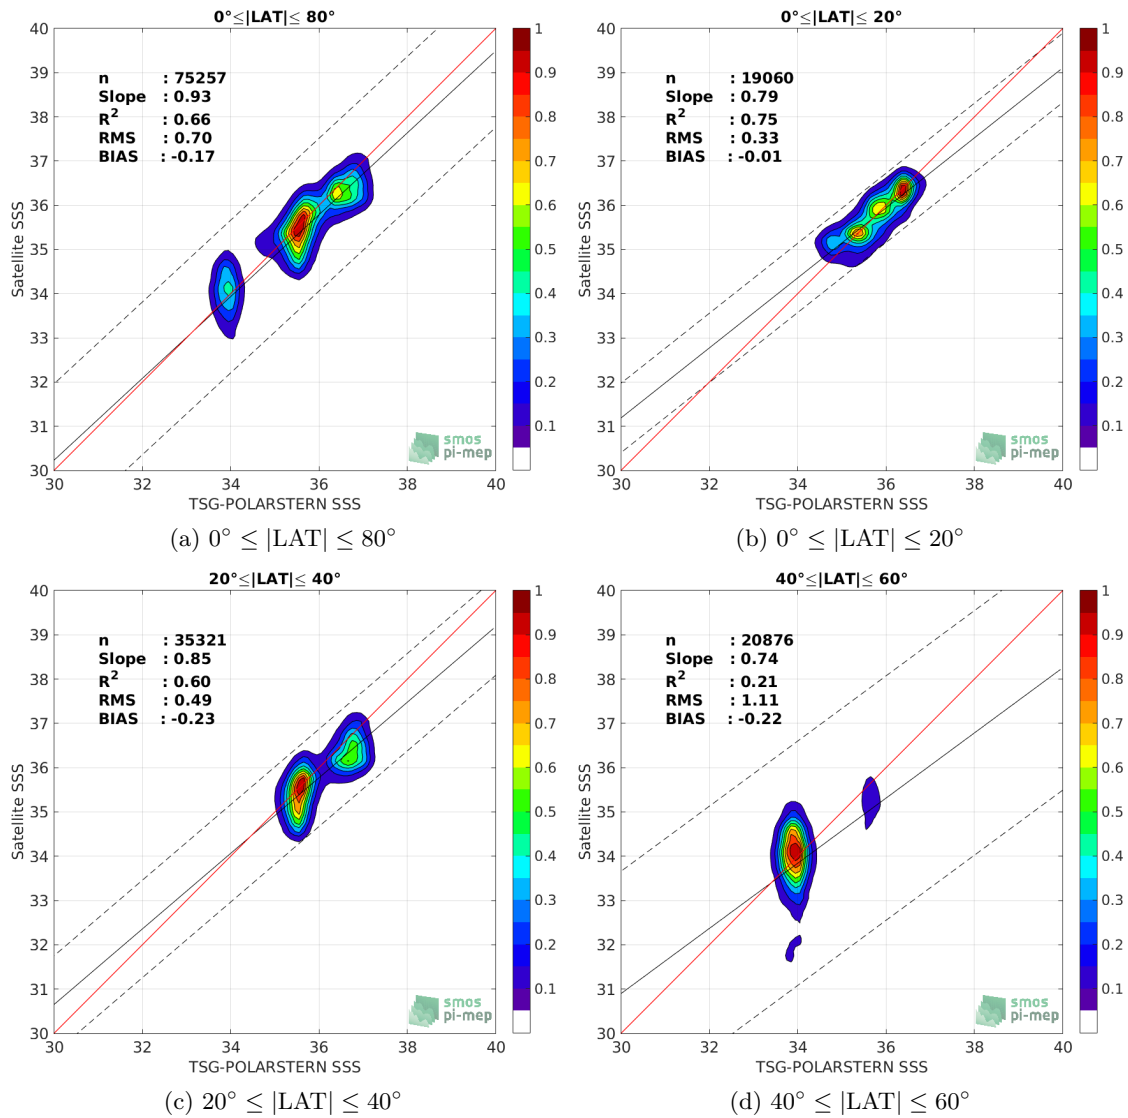 0°≤|LAT|≤ 80°
n : 75257
Slope : 0.93
R² : 0.66
RMS : 0.70
BIAS : -0.17
40
39
38
37
36
35
34
33
32
31
30
30 32 34 36 38 40
Satellite SSS
TSG-POLARSTERN SSS
1
0.9
0.8
0.7
0.6
0.5
0.4
0.3
0.2
0.1
smos
pi-mep
(a) 0° ≤ |LAT| ≤ 80°
0°≤|LAT|≤ 20°
n : 19060
Slope : 0.79
R² : 0.75
RMS : 0.33
BIAS : -0.01
40
39
38
37
36
35
34
33
32
31
30
30 32 34 36 38 40
Satellite SSS
TSG-POLARSTERN SSS
1
0.9
0.8
0.7
0.6
0.5
0.4
0.3
0.2
0.1
smos
pi-mep
(b) 0° ≤ |LAT| ≤ 20°
20°≤|LAT|≤ 40°
n : 35321
Slope : 0.85
R² : 0.60
RMS : 0.49
BIAS : -0.23
40
39
38
37
36
35
34
33
32
31
30
30 32 34 36 38 40
Satellite SSS
TSG-POLARSTERN SSS
1
0.9
0.8
0.7
0.6
0.5
0.4
0.3
0.2
0.1
smos
pi-mep
(c) 20° ≤ |LAT| ≤ 40°
40°≤|LAT|≤ 60°
n : 20876
Slope : 0.74
R² : 0.21
RMS : 1.11
BIAS : -0.22
40
39
38
37
36
35
34
33
32
31
30
30 32 34 36 38 40
Satellite SSS
TSG-POLARSTERN SSS
1
0.9
0.8
0.7
0.6
0.5
0.4
0.3
0.2
0.1
smos
pi-mep
(d) 40° ≤ |LAT| ≤ 60°